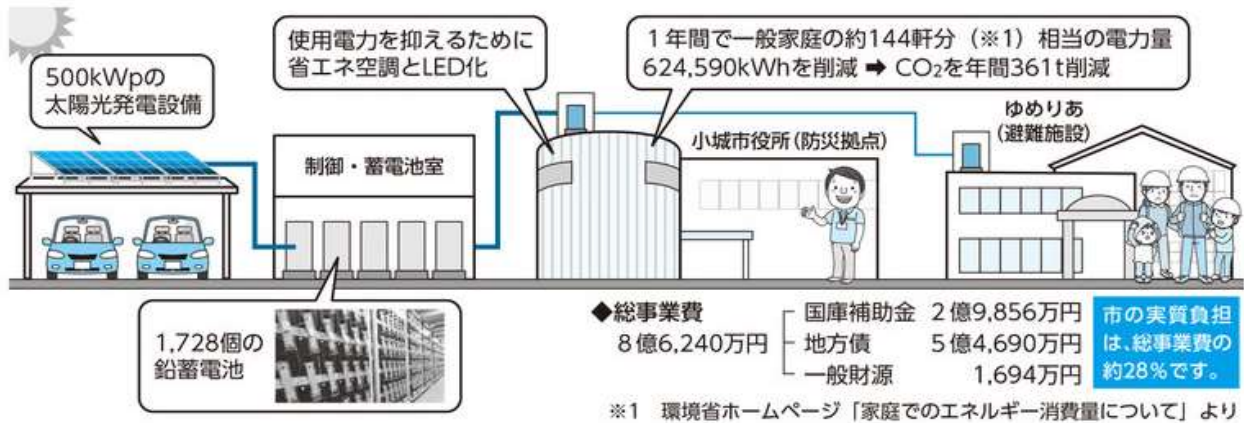 500kWpの
太陽光発電設備
使用電力を抑えるために
省エネ空調とLED化
1年間で一般家庭の約144軒分（※1）相当の電力量
624,590kWhを削減 ➡ CO₂を年間361t削減
制御・蓄電池室
小城市役所（防災拠点）
ゆめりあ
（避難施設）
1,728個の
鉛蓄電池
◆総事業費
8億6,240万円
国庫補助金 2億9,856万円
地方債 5億4,690万円
一般財源 1,694万円
市の実質負担
は、総事業費の
約28％です。
※1 環境省ホームページ「家庭でのエネルギー消費量について」より